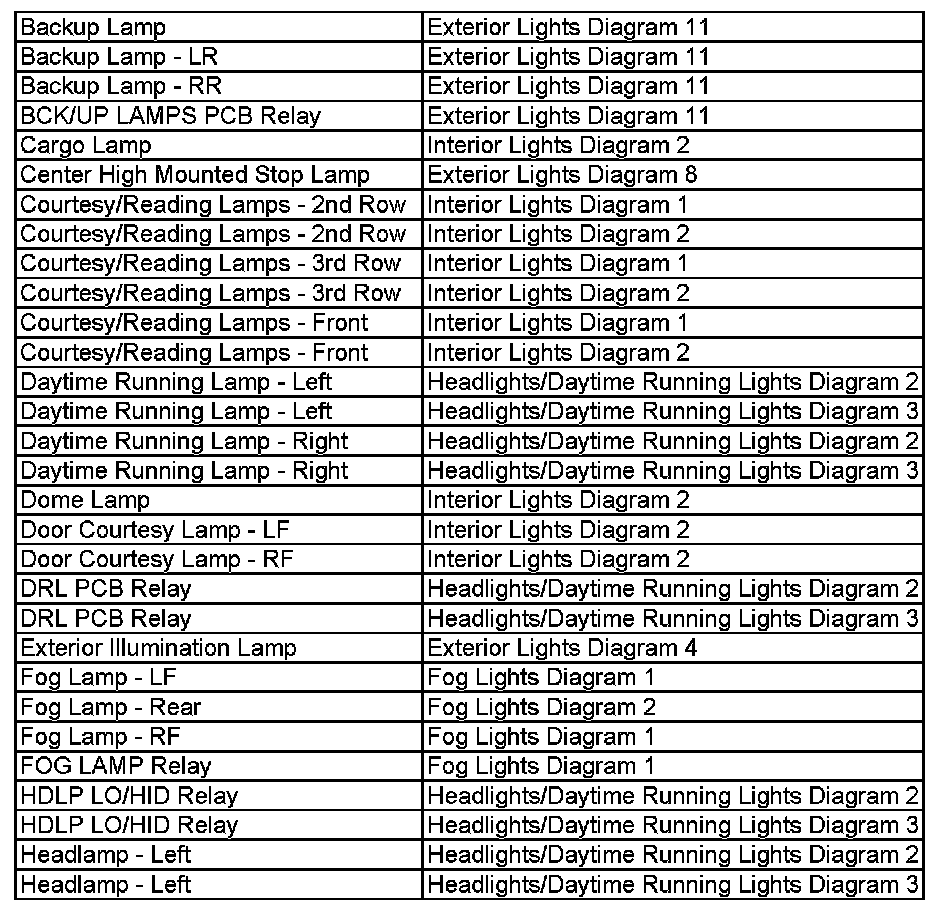 Backup Lamp Exterior Lights Diagram 11
Backup Lamp - LR Exterior Lights Diagram 11
Backup Lamp - RR Exterior Lights Diagram 11
BCK/UP LAMPS PCB Relay Exterior Lights Diagram 11
Cargo Lamp Interior Lights Diagram 2
Center High Mounted Stop Lamp Exterior Lights Diagram 8
Courtesy/Reading Lamps - 2nd Row Interior Lights Diagram 1
Courtesy/Reading Lamps - 2nd Row Interior Lights Diagram 2
Courtesy/Reading Lamps - 3rd Row Interior Lights Diagram 1
Courtesy/Reading Lamps - 3rd Row Interior Lights Diagram 2
Courtesy/Reading Lamps - Front Interior Lights Diagram 1
Courtesy/Reading Lamps - Front Interior Lights Diagram 2
Daytime Running Lamp - Left Headlights/Daytime Running Lights Diagram 2
Daytime Running Lamp - Left Headlights/Daytime Running Lights Diagram 3
Daytime Running Lamp - Right Headlights/Daytime Running Lights Diagram 2
Daytime Running Lamp - Right Headlights/Daytime Running Lights Diagram 3
Dome Lamp Interior Lights Diagram 2
Door Courtesy Lamp - LF Interior Lights Diagram 2
Door Courtesy Lamp - RF Interior Lights Diagram 2
DRL PCB Relay Headlights/Daytime Running Lights Diagram 2
DRL PCB Relay Headlights/Daytime Running Lights Diagram 3
Exterior Illumination Lamp Exterior Lights Diagram 4
Fog Lamp - LF Fog Lights Diagram 1
Fog Lamp - Rear Fog Lights Diagram 2
Fog Lamp - RF Fog Lights Diagram 1
FOG LAMP Relay Fog Lights Diagram 1
HDLP LO/HID Relay Headlights/Daytime Running Lights Diagram 2
HDLP LO/HID Relay Headlights/Daytime Running Lights Diagram 3
Headlamp - Left Headlights/Daytime Running Lights Diagram 2
Headlamp - Left Headlights/Daytime Running Lights Diagram 3